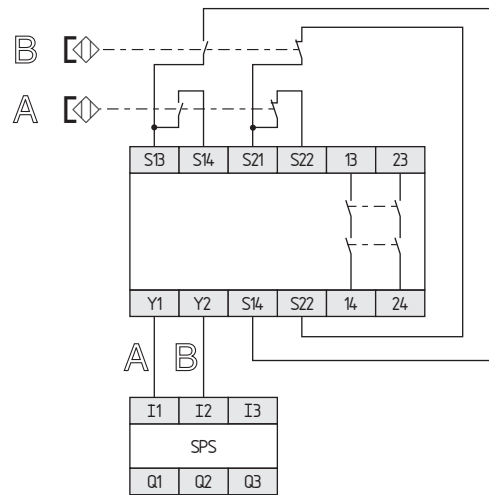 B
A
S13 S14 S21 S22 13 23
Y1 Y2 S14 S22 14 24
A B
I1 I2 I3
SPS
Q1 Q2 Q3